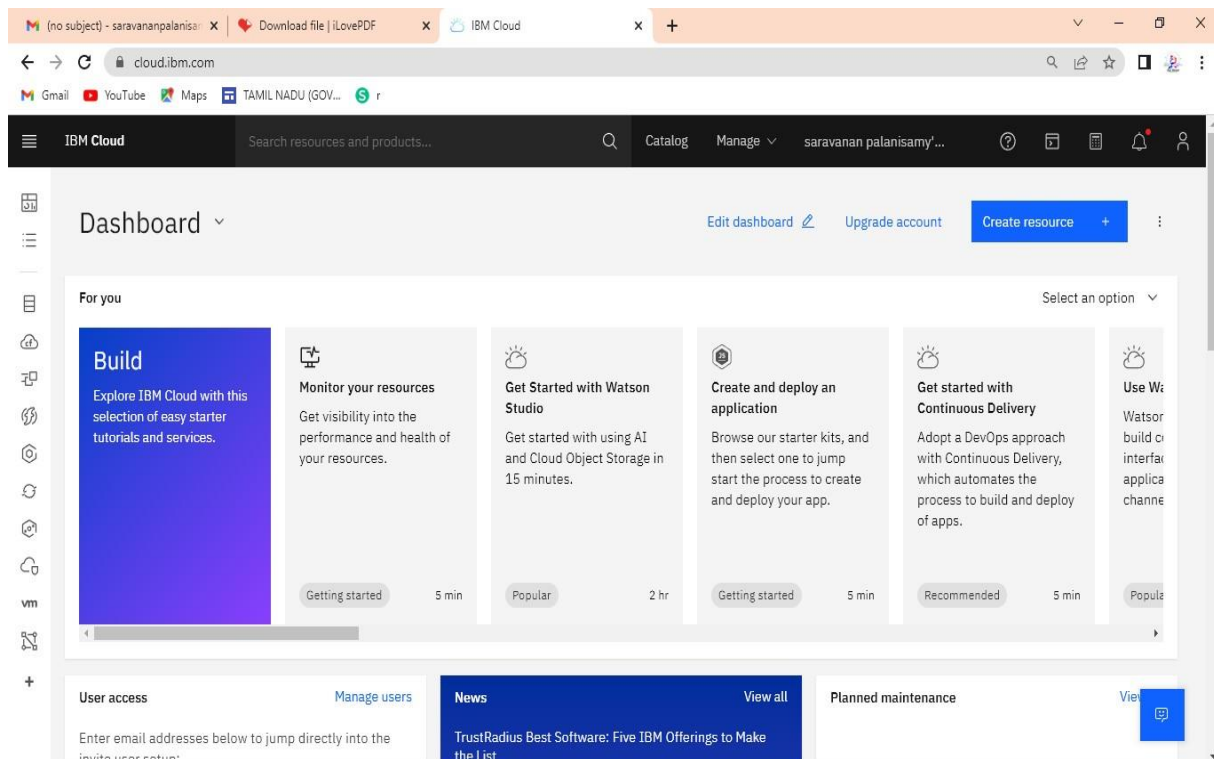 (no subject) - saravananpalanisar
Download file | iLovePDF
IBM Cloud
cloud.ibm.com
Gmail YouTube Maps TAMIL NADU (GOV... r
IBM Cloud Search resources and products... Catalog Manage saravanan palanisamy'...
Dashboard Edit dashboard Upgrade account Create resource +
For you Select an option
Build
Explore IBM Cloud with this
selection of easy starter
tutorials and services.
Monitor your resources
Get visibility into the
performance and health of
your resources.
Getting started 5 min
Get Started with Watson
Studio
Get started with using AI
and Cloud Object Storage in
15 minutes.
Popular 2 hr
Create and deploy an
application
Browse our starter kits, and
then select one to jump
start the process to create
and deploy your app.
Getting started 5 min
Get started with
Continuous Delivery
Adopt a DevOps approach
with Continuous Delivery,
which automates the
process to build and deploy
of apps.
Recommended 5 min
Use
vm
User access Manage users
Enter email addresses below to jump directly into the
invite user setup:
News View all
TrustRadius Best Software: Five IBM Offerings to Make
the List
Planned maintenance